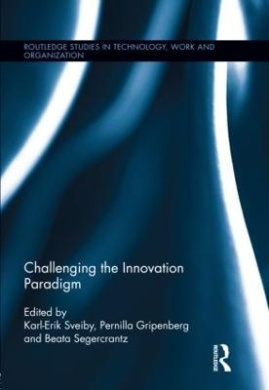 ROUTLEDGE STUDIES IN TECHNOLOGY, WORK AND
ORGANIZATION
Challenging the Innovation
Paradigm
Edited by
Karl-Erik Sveiby, Pernilla Gripenberg
and Beata Segercrantz
R
ROUTLEDGE